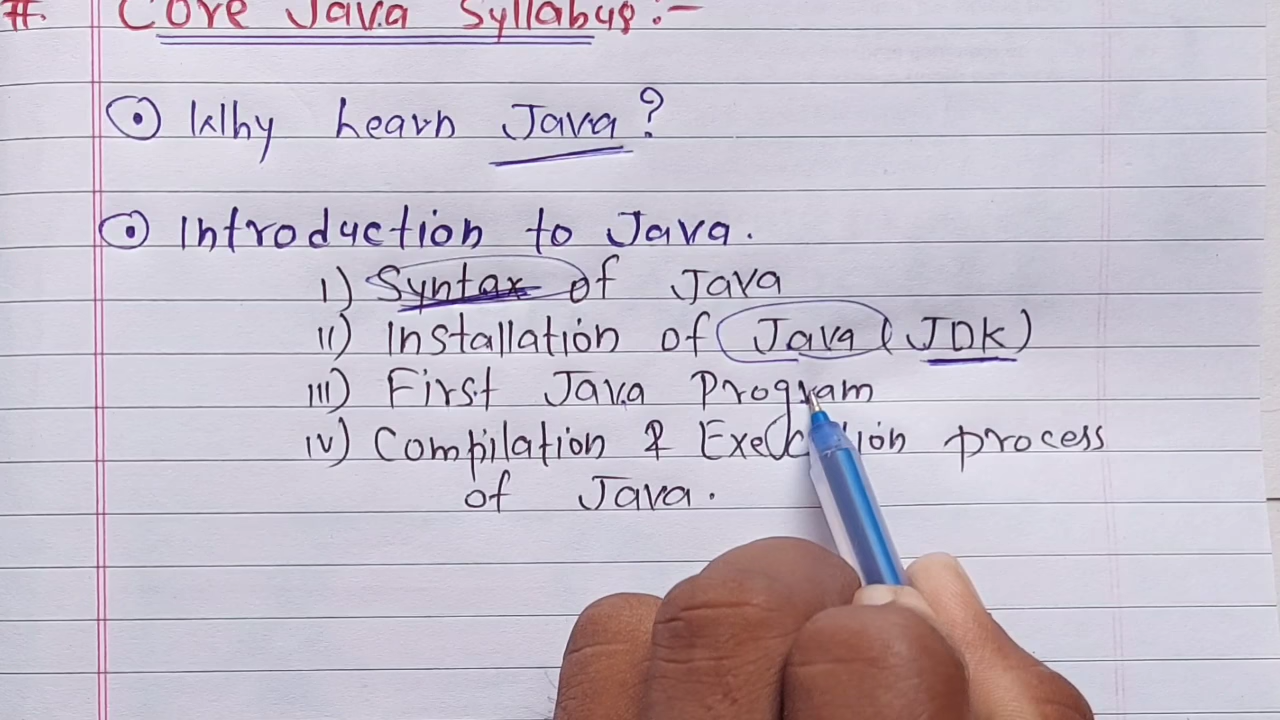 #. Core Java Syllabus :-
⊙ Why Learn Java?
⊙ Introduction to Java.
i) Syntax of Java
ii) Installation of Java (JDK)
iii) First Java Program
iv) Compilation & Execution process
of Java.